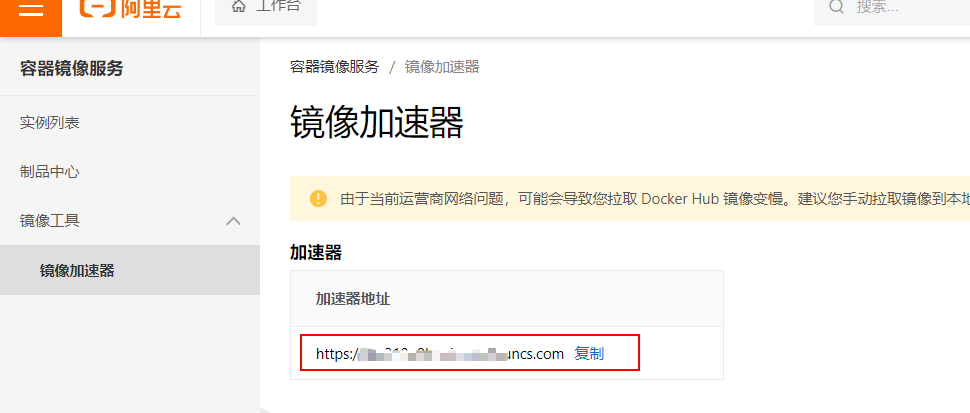 阿里云
工作台
搜索...
容器镜像服务
容器镜像服务 / 镜像加速器
实例列表
镜像加速器
制品中心
由于当前运营商网络问题，可能会导致您拉取 Docker Hub 镜像变慢。建议您手动拉取镜像到本地
镜像工具
加速器
镜像加速器
加速器地址
https:/ uncs.com 复制